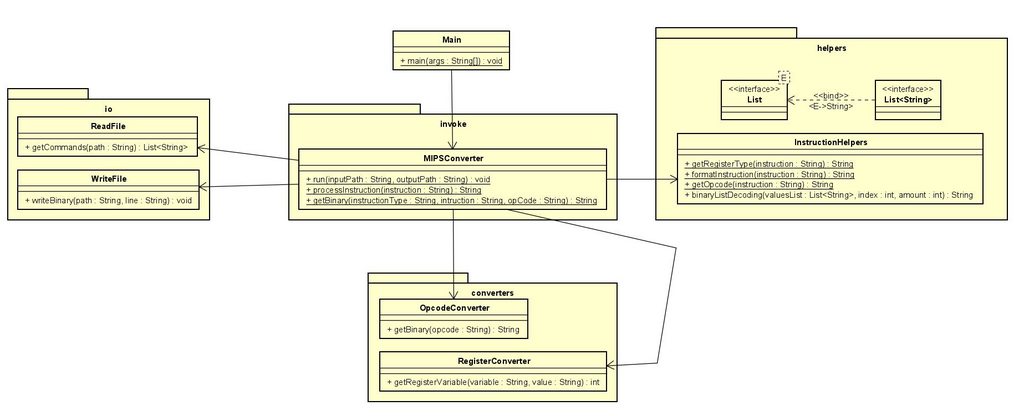 Main
+ main(args : String[]) : void
helpers
<<interface>>
List
E
<<bind>>
<E->String>
<<interface>>
List<String>
io
ReadFile
+ getCommands(path : String) : List<String>
WriteFile
+ writeBinary(path : String, line : String) : void
invoke
MIPSConverter
+ run(inputPath : String, outputPath : String) : void
+ processInstruction(instruction : String) : String
+ getBinary(instructionType : String, intruction : String, opCode : String) : String
InstructionHelpers
+ getRegisterType(instruction : String) : String
+ formatInstruction(instruction : String) : String
+ getOpcode(instruction : String) : String
+ binaryListDecoding(valuesList : List<String>, index : int, amount : int) : String
converters
OpcodeConverter
+ getBinary(opcode : String) : String
RegisterConverter
+ getRegisterVariable(variable : String, value : String) : int